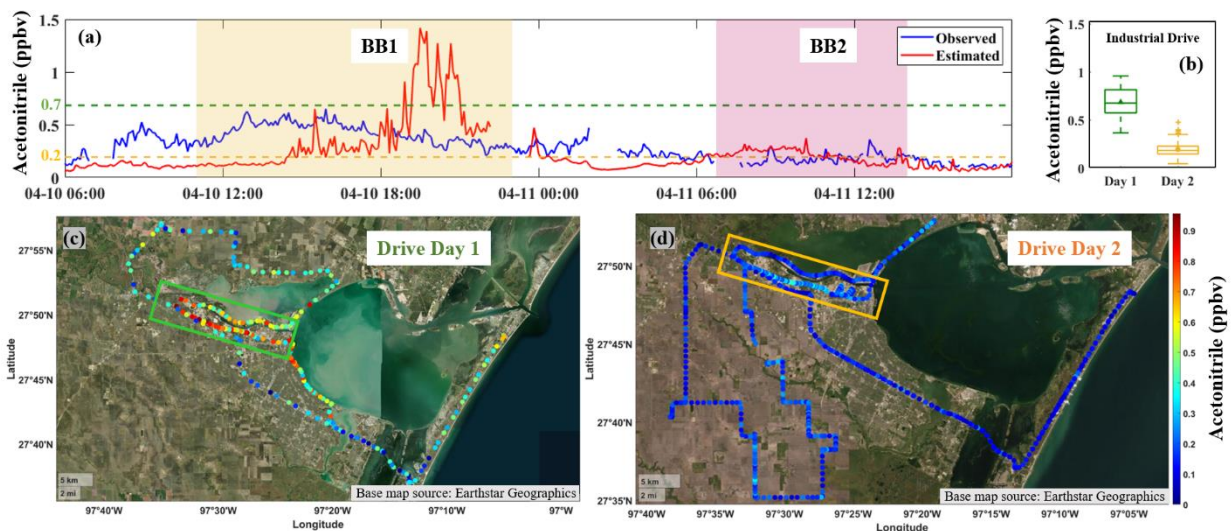 Acetonitrile (ppbv)
1.5
1
0.7
0.5
0.2
0
(a)
BB1
BB2
Observed
Estimated
04-10 06:00
04-10 12:00
04-10 18:00
04-11 00:00
04-11 06:00
04-11 12:00
Acetonitrile (ppbv)
1.5
1
0.5
0
Industrial Drive
(b)
Day 1
Day 2
(c)
Drive Day 1
Latitude
27°55'N
27°50'N
27°45'N
27°40'N
5 km
2 mi
Base map source: Earthstar Geographics
97°40'W
97°30'W
97°20'W
97°10'W
97°W
Longitude
(d)
Drive Day 2
Latitude
27°50'N
27°45'N
27°40'N
27°35'N
5 km
2 mi
Base map source: Earthstar Geographics
97°40'W
97°35'W
97°30'W
97°25'W
97°20'W
97°15'W
97°10'W
97°05'W
Longitude
0.9
0.8
0.7
0.6
0.5
0.4
0.3
0.2
0.1
0
Acetonitrile (ppbv)